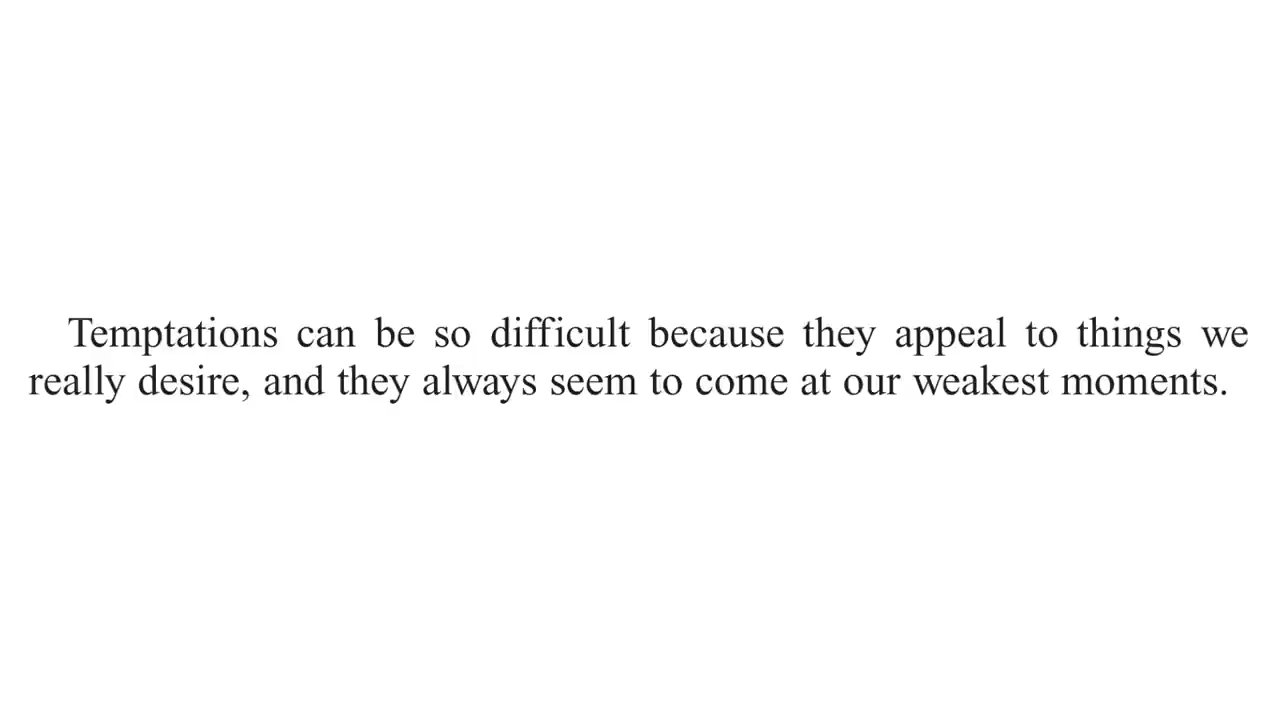 Temptations can be so difficult because they appeal to things we
really desire, and they always seem to come at our weakest moments.